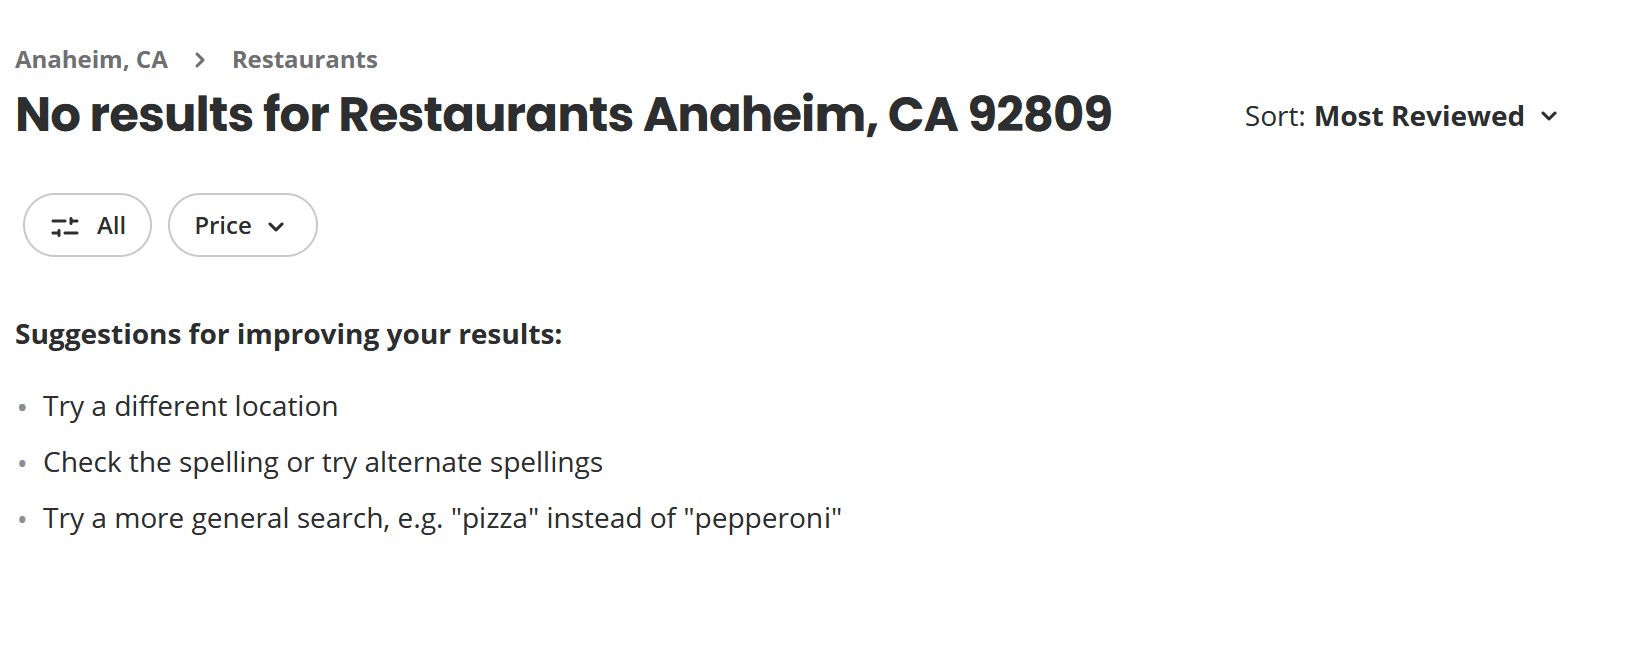 Anaheim, CA > Restaurants
No results for Restaurants Anaheim, CA 92809
Sort: Most Reviewed
All
Price
Suggestions for improving your results:
• Try a different location
• Check the spelling or try alternate spellings
• Try a more general search, e.g. "pizza" instead of "pepperoni"